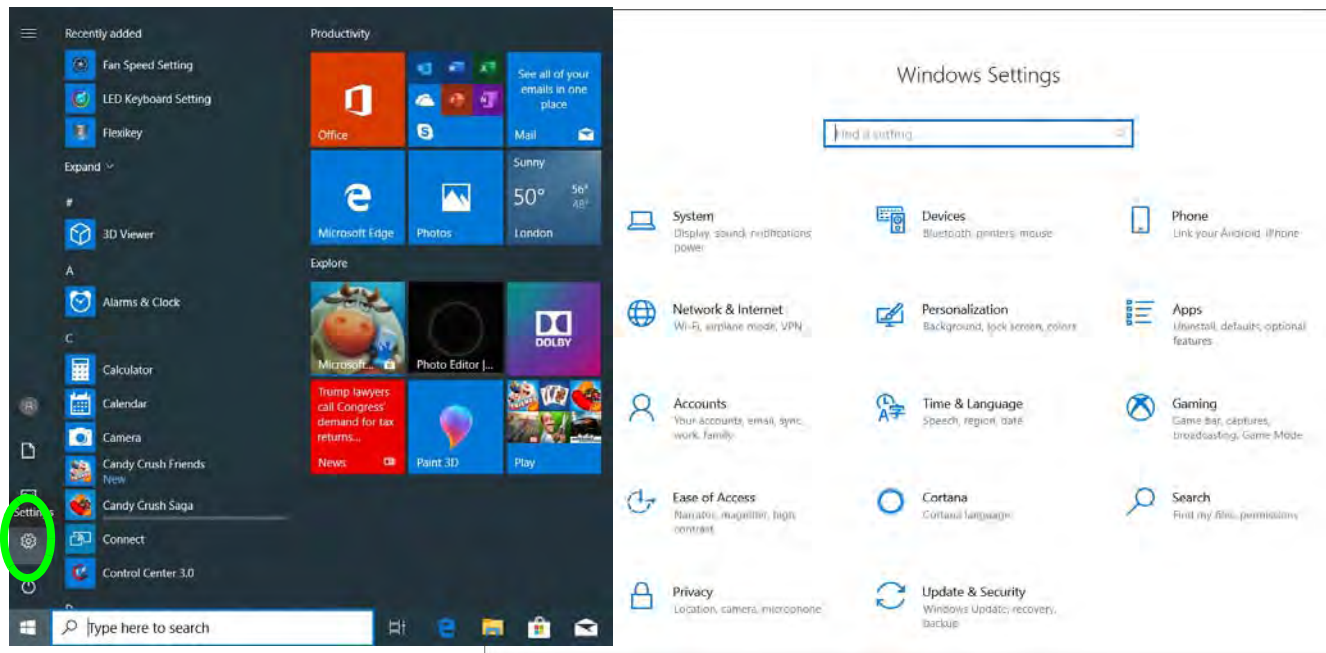 Recently added
Fan Speed Setting
LED Keyboard Setting
Flexikey
Expand
#
3D Viewer
A
Alarms & Clock
C
Calculator
Calendar
Camera
Candy Crush Friends
New
Settings
Candy Crush Saga
Connect
Control Center 3.0
Type here to search
Productivity
Office
See all of your
emails in one
place
Mail
Microsoft Edge
Photos
Sunny
50°
56°
48°
London
Explore
Microsoft...
Photo Editor |...
DOLBY
Trump lawyers
call Congress'
demand for tax
returns...
News
Paint 3D
Play
Windows Settings
Find a setting
System
Display, sound, notifications,
power
Devices
Bluetooth, printers, mouse
Phone
Link your Android, iPhone
Network & Internet
Wi-Fi, airplane mode, VPN
Personalization
Background, lock screen, colors
Apps
Uninstall, defaults, optional
features
Accounts
Your accounts, email, sync,
work, family
Time & Language
Speech, region, date
Gaming
Game bar, captures,
broadcasting, Game Mode
Ease of Access
Narrator, magnifier, high
contrast
Cortana
Cortana language
Search
Find my files, permissions
Privacy
Location, camera, microphone
Update & Security
Windows Update, recovery,
backup